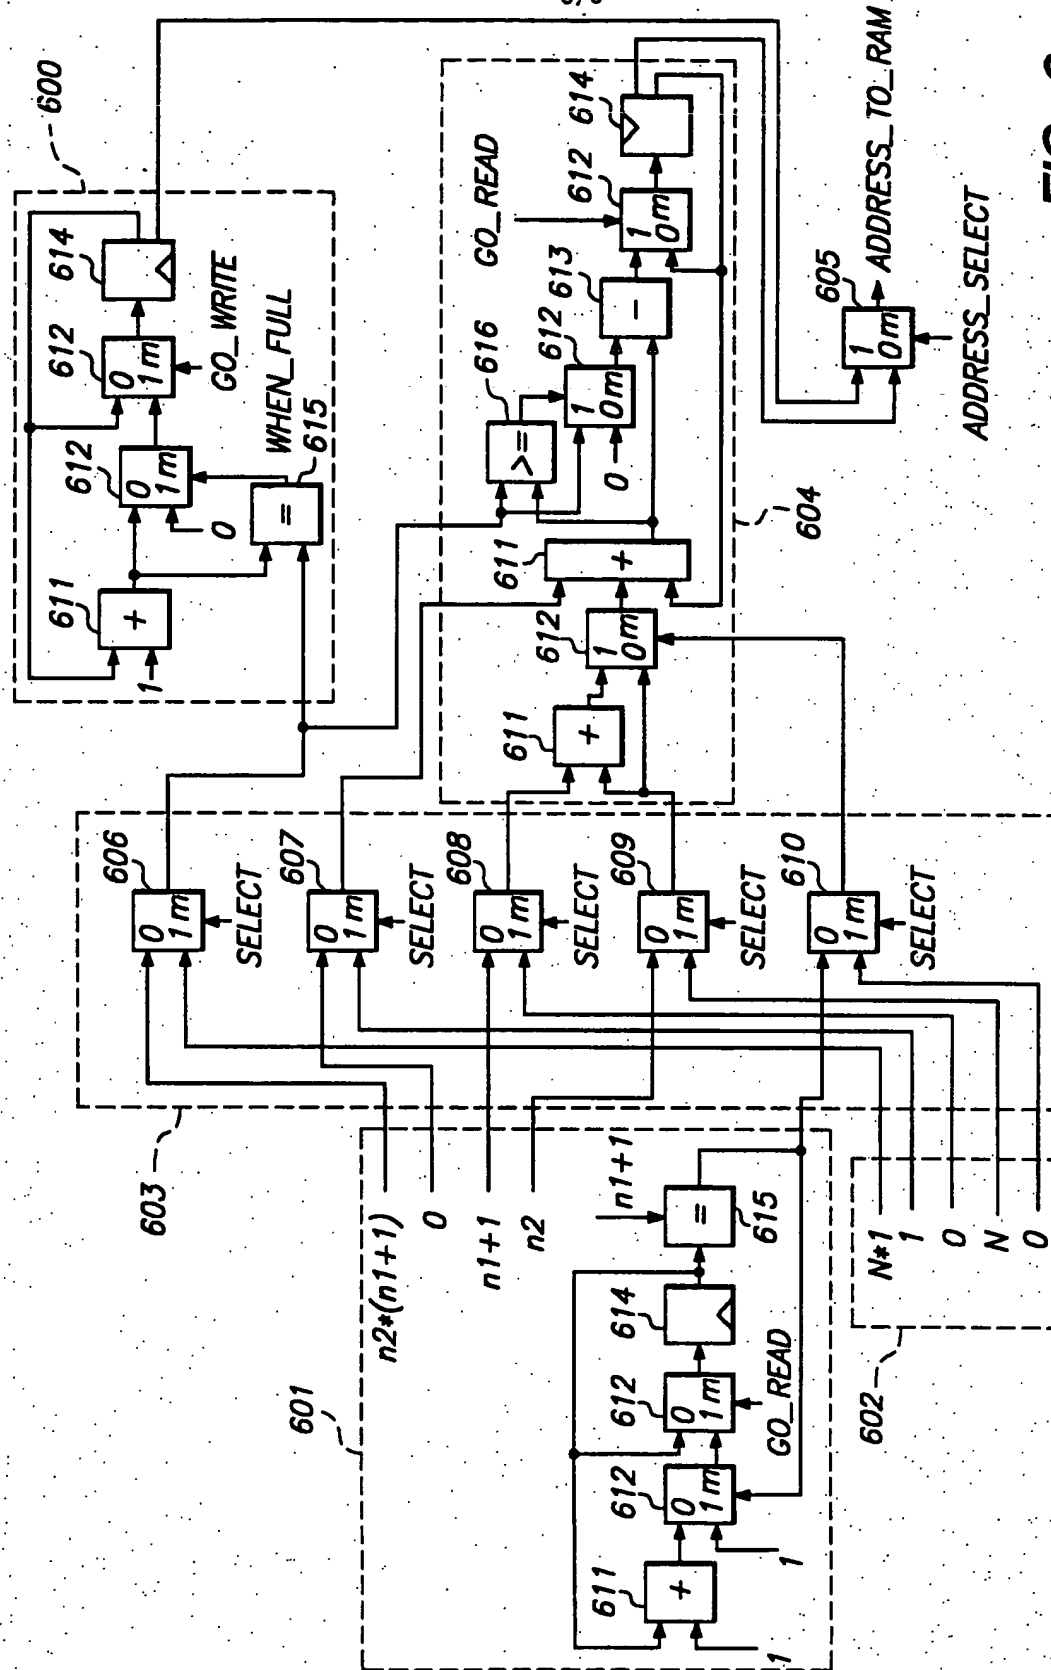 600
614
612
GO_WRITE
0
1 m
612
0
1 m
WHEN_FULL
615
=
0
611
+
1
614
612
GO_READ
1
0 m
613
-
612
616
>=
1
0 m
0
611
+
612
1
0 m
611
+
604
ADDRESS_TO_RAM
605
1
0 m
ADDRESS_SELECT
606
0
1 m
SELECT
607
0
1 m
SELECT
608
0
1 m
SELECT
609
0
1 m
SELECT
610
0
1 m
SELECT
603
n2*(n1+1)
0
n1+1
n2
601
n1+1
=
615
614
612
0
1 m
GO_READ
612
0
1 m
1
611
+
1
602
N*1
1
0
N
0